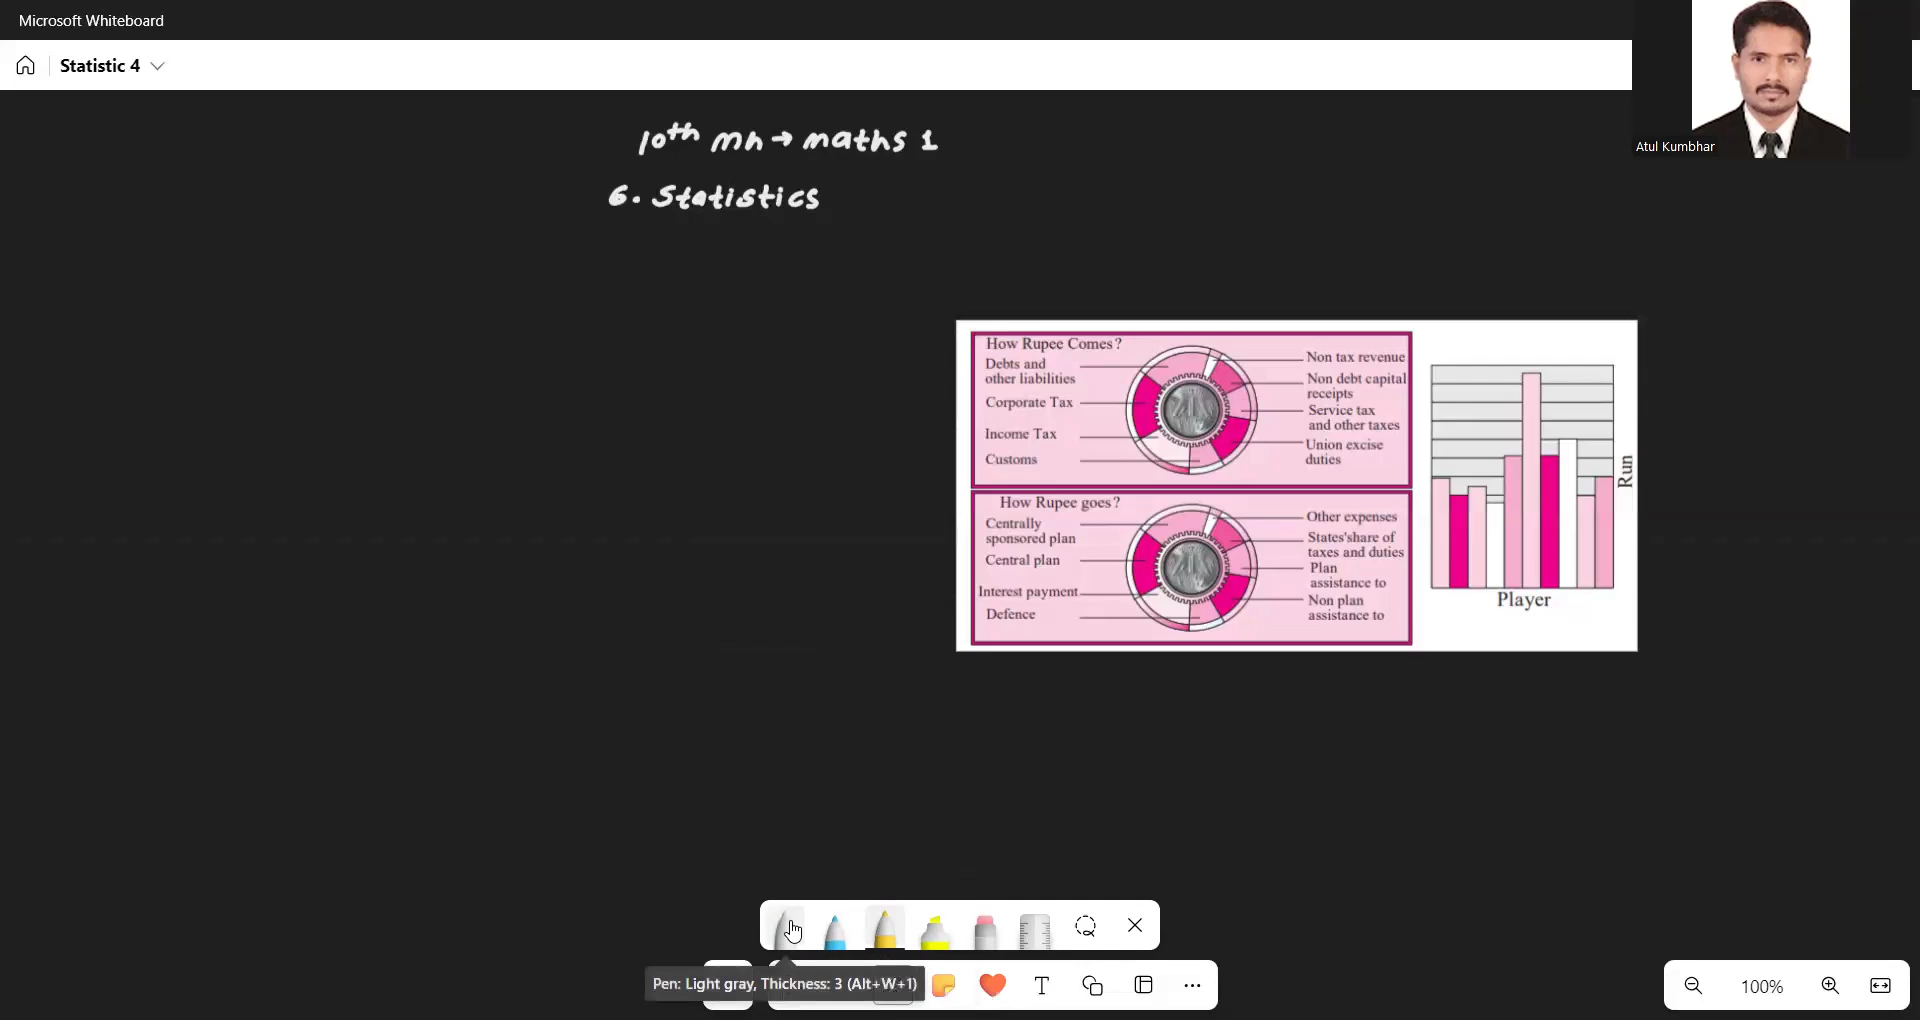 Microsoft Whiteboard
Statistic 4
Atul Kumbhar
10th mh → maths 1
6. Statistics
How Rupee Comes?
Debts and
other liabilities
Corporate Tax
Income Tax
Customs
Non tax revenue
Non debt capital
receipts
Service tax
and other taxes
Union excise
duties
How Rupee goes?
Centrally
sponsored plan
Central plan
Interest payment
Defence
Other expenses
States'share of
taxes and duties
Plan
assistance to
Non plan
assistance to
Run
Player
Pen: Light gray, Thickness: 3 (Alt+W+1)
100%